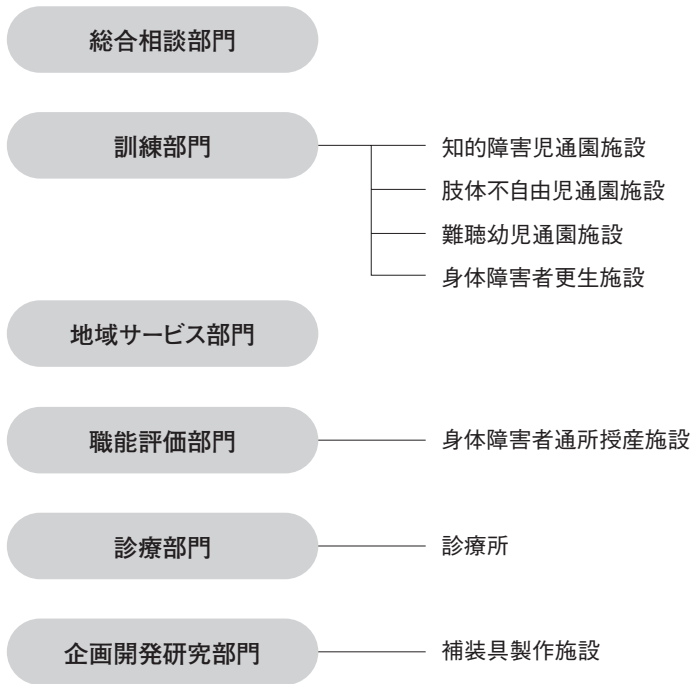 総合相談部門
訓練部門
知的障害児通園施設
肢体不自由児通園施設
難聴幼児通園施設
身体障害者更生施設
地域サービス部門
職能評価部門
身体障害者通所授産施設
診療部門
診療所
企画開発研究部門
補装具製作施設